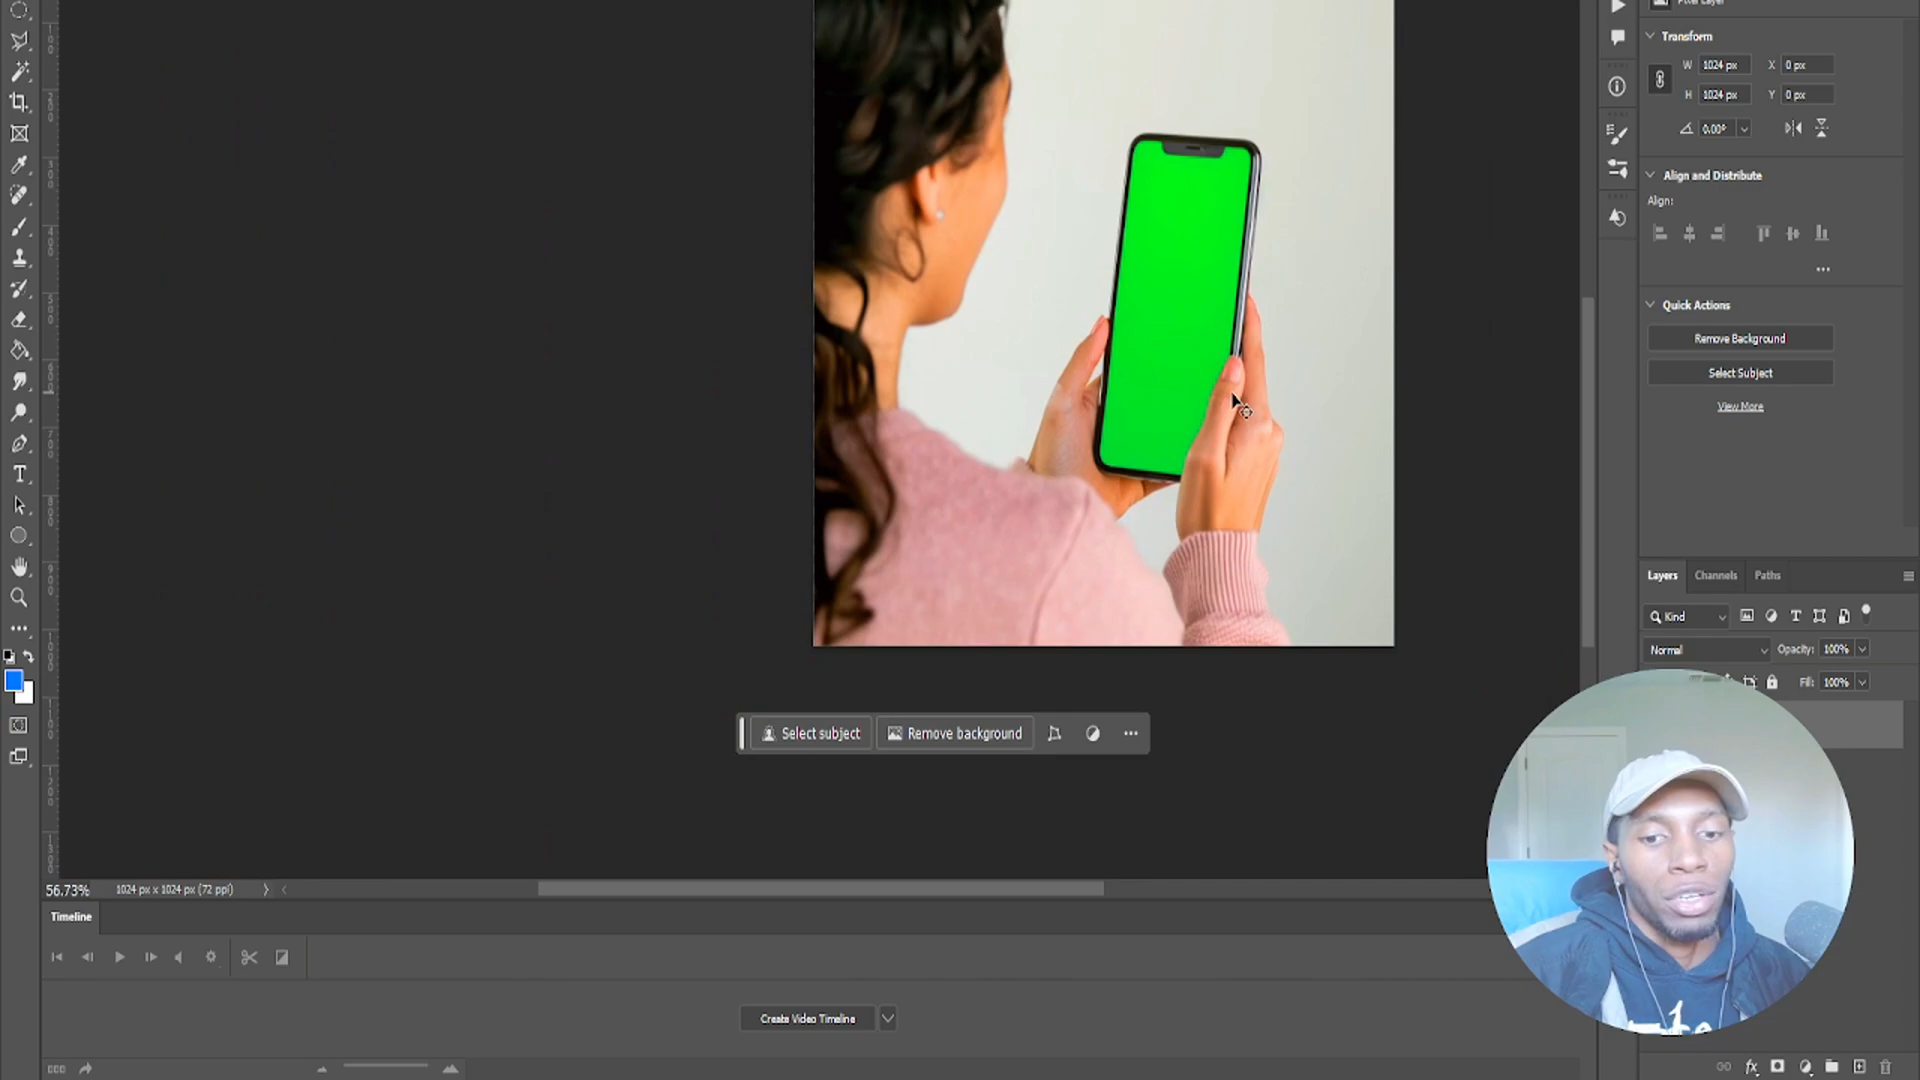 Pixel Layer
Transform
W 1024 px X 0 px
H 1024 px Y 0 px
0.00°
Align and Distribute
Align:
Quick Actions
Remove Background
Select Subject
View More
Layers Channels Paths
Kind
Normal Opacity: 100%
Fill: 100%
Select subject Remove background
56.73% 1024 px x 1024 px (72 ppi)
Timeline
Create Video Timeline